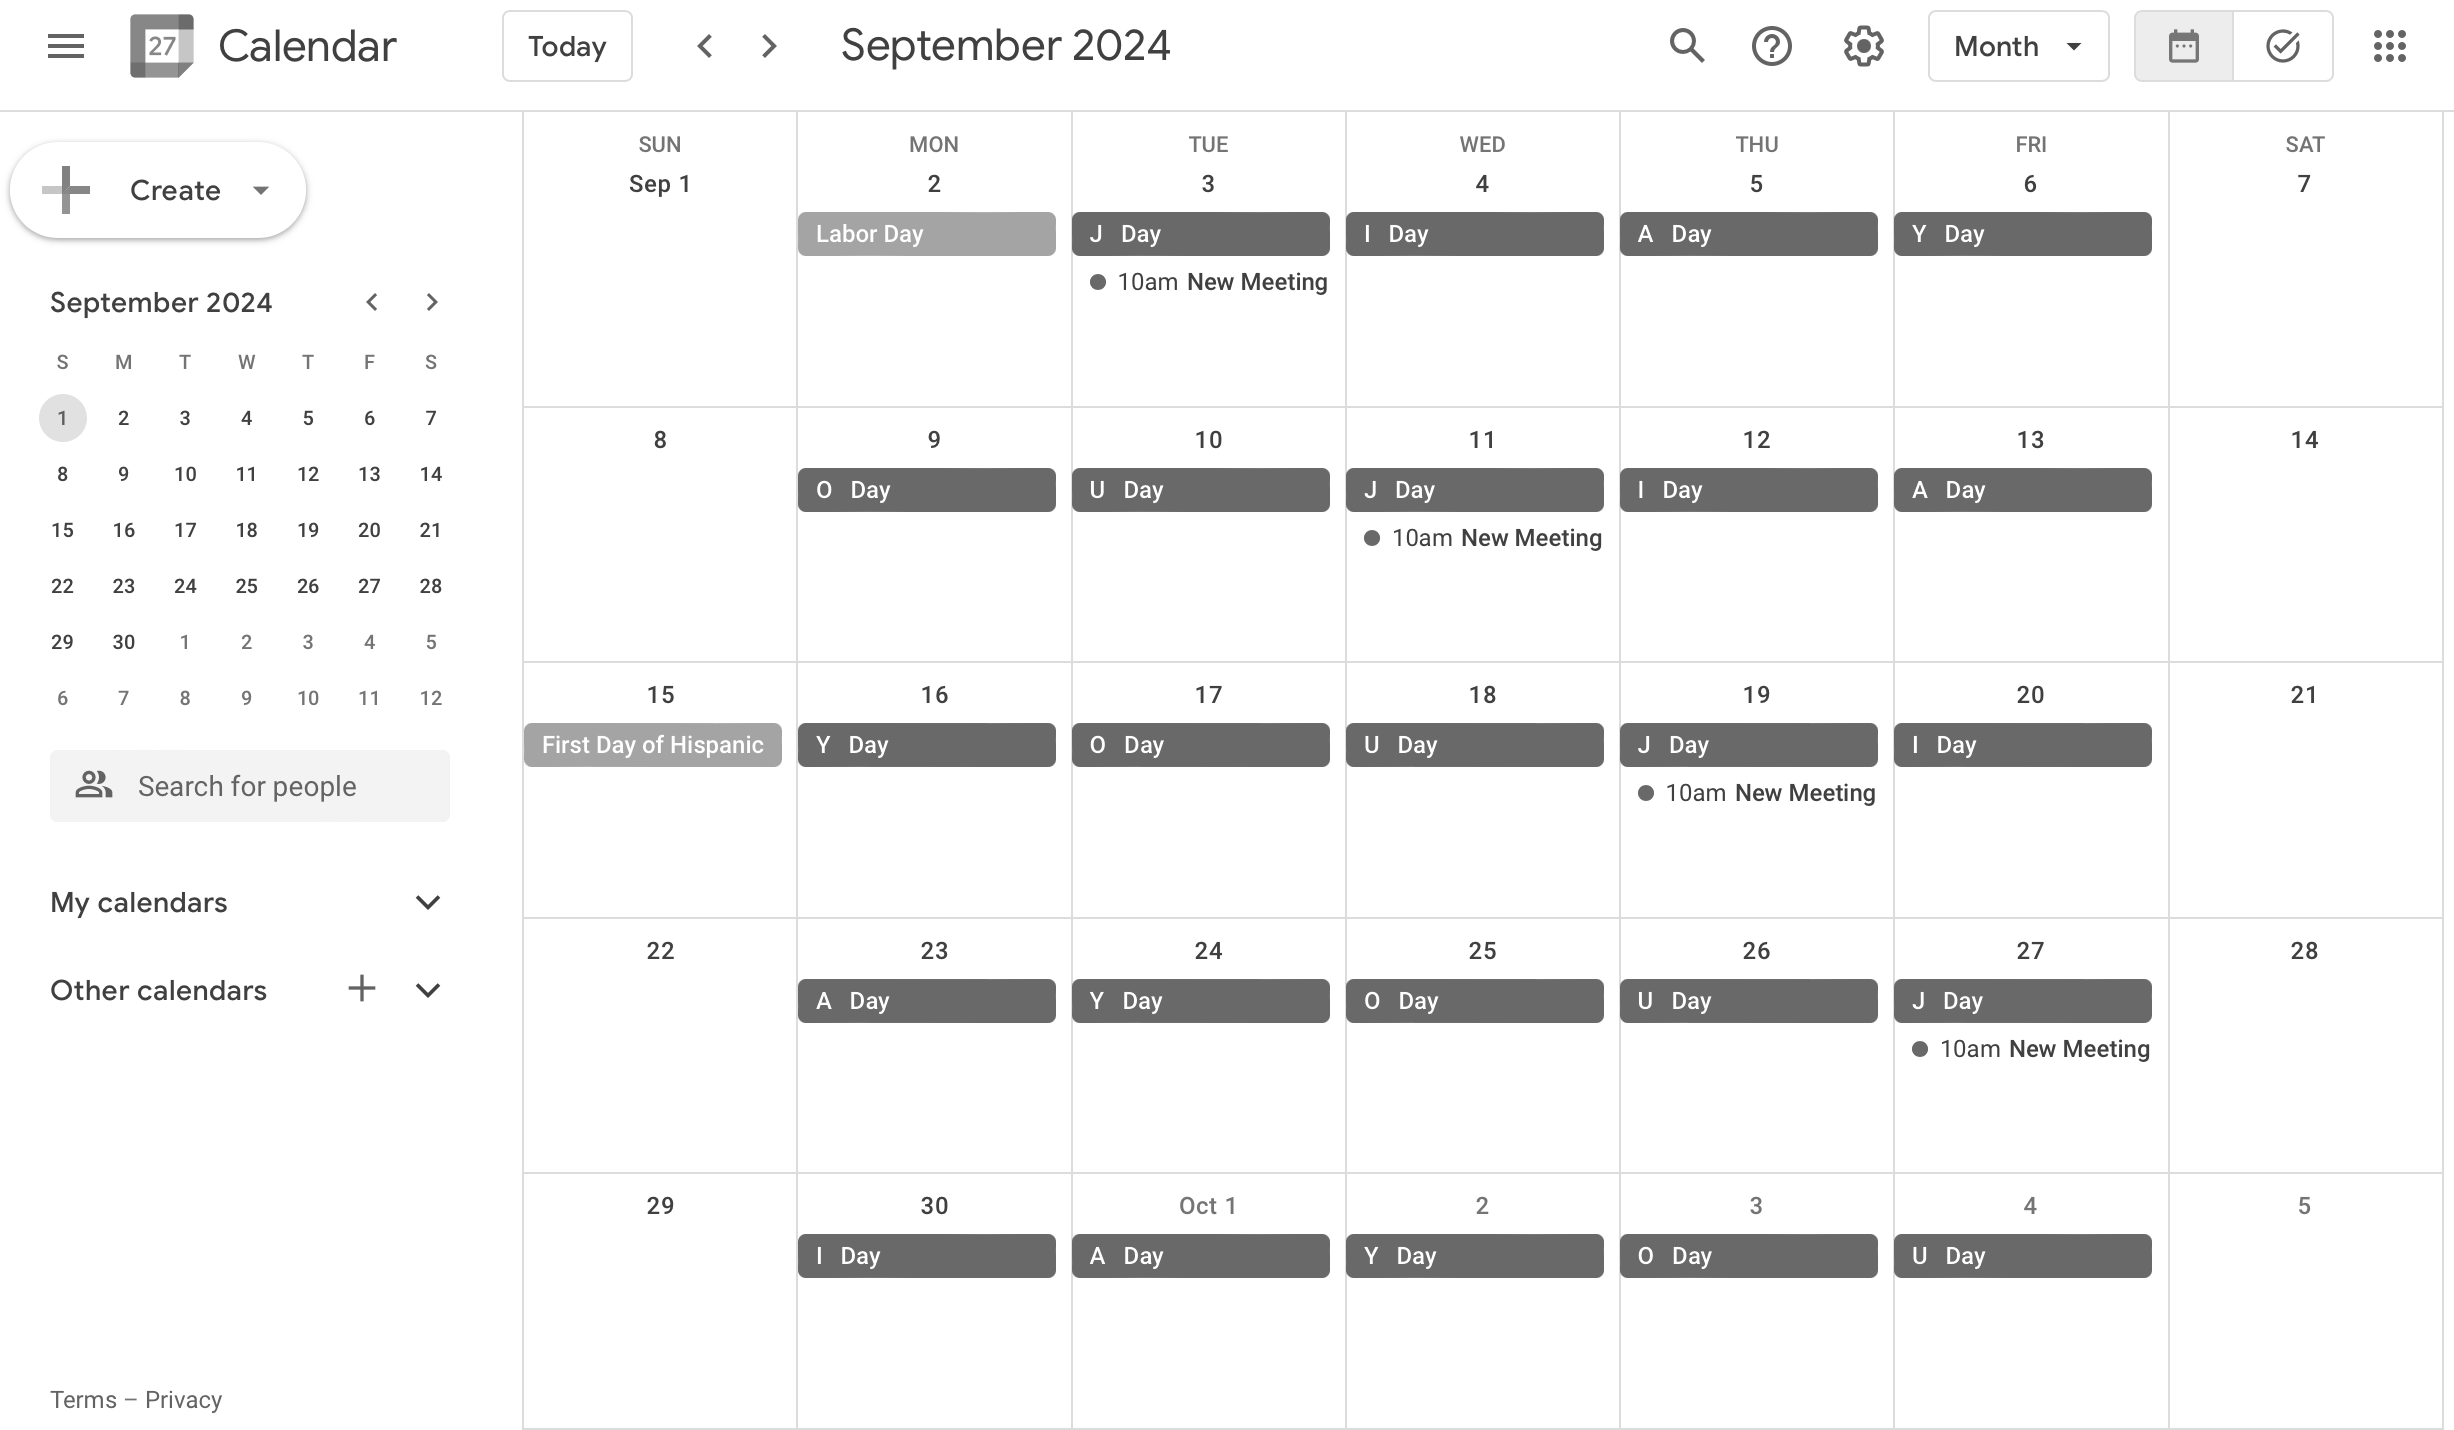 27 Calendar Today September 2024 Month
Create
September 2024
S M T W T F S
1 2 3 4 5 6 7
8 9 10 11 12 13 14
15 16 17 18 19 20 21
22 23 24 25 26 27 28
29 30 1 2 3 4 5
6 7 8 9 10 11 12
Search for people
My calendars
Other calendars
Terms – Privacy
SUN MON TUE WED THU FRI SAT
Sep 1 2 3 4 5 6 7
Labor Day J Day I Day A Day Y Day
10am New Meeting
8 9 10 11 12 13 14
O Day U Day J Day I Day A Day
10am New Meeting
15 16 17 18 19 20 21
First Day of Hispanic Y Day O Day U Day J Day I Day
10am New Meeting
22 23 24 25 26 27 28
A Day Y Day O Day U Day J Day
10am New Meeting
29 30 Oct 1 2 3 4 5
I Day A Day Y Day O Day U Day